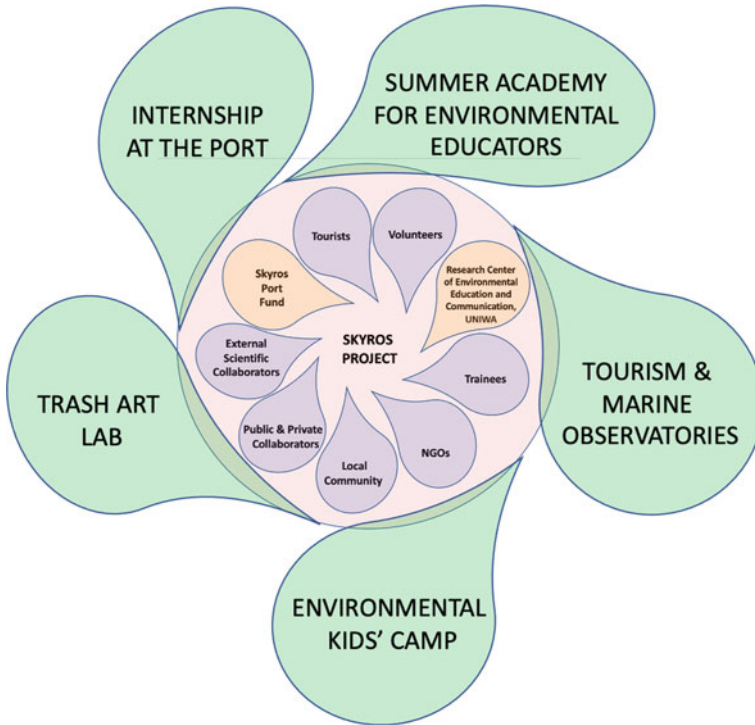 SUMMER ACADEMY
FOR ENVIRONMENTAL
EDUCATORS
INTERNSHIP
AT THE PORT
Tourists
Volunteers
Skyros
Port
Fund
Research Center
of Environmental
Education and
Communication,
UNIWA
SKYROS
PROJECT
External
Scientific
Collaborators
Trainees
TOURISM &
MARINE
OBSERVATORIES
TRASH ART
LAB
Public & Private
Collaborators
Local
Community
NGOs
ENVIRONMENTAL
KIDS’ CAMP